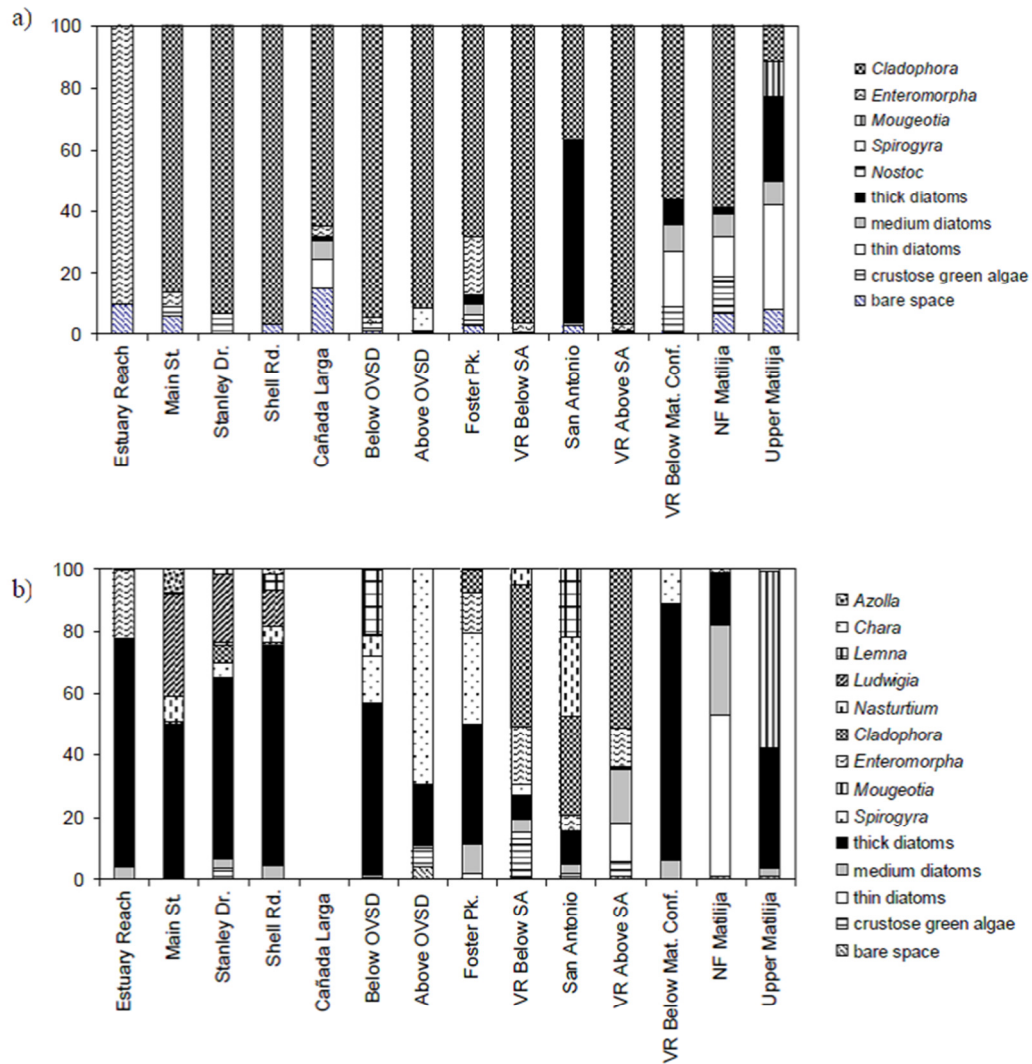 a)
100
80
60
40
20
0
Estuary Reach
Main St.
Stanley Dr.
Shell Rd.
Cañada Larga
Below OVSD
Above OVSD
Foster Pk.
VR Below SA
San Antonio
VR Above SA
VR Below Mat. Conf.
NF Matilija
Upper Matilija
Cladophora
Enteromorpha
Mougeotia
Spirogyra
Nostoc
thick diatoms
medium diatoms
thin diatoms
crustose green algae
bare space
b)
100
80
60
40
20
0
Estuary Reach
Main St.
Stanley Dr.
Shell Rd.
Cañada Larga
Below OVSD
Above OVSD
Foster Pk.
VR Below SA
San Antonio
VR Above SA
VR Below Mat. Conf.
NF Matilija
Upper Matilija
Azolla
Chara
Lemna
Ludwigia
Nasturtium
Cladophora
Enteromorpha
Mougeotia
Spirogyra
thick diatoms
medium diatoms
thin diatoms
crustose green algae
bare space